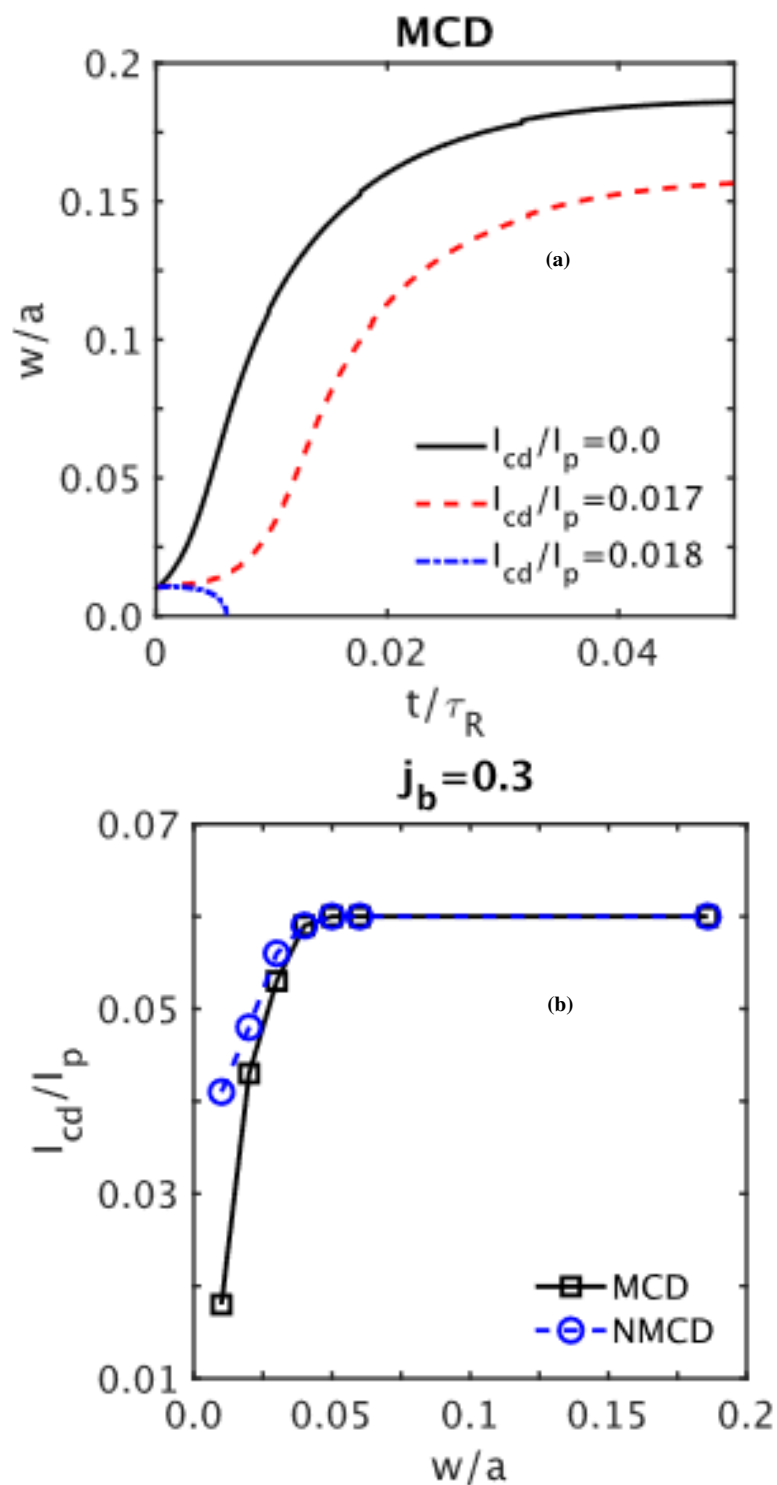 MCD
0.2
0.15
0.1
0.05
0.0
w/a
(a)
I_cd/I_p=0.0
I_cd/I_p=0.017
I_cd/I_p=0.018
0 0.02 0.04
t/τ_R
j_b=0.3
0.07
0.05
0.03
0.01
I_cd/I_p
(b)
MCD
NMCD
0.0 0.05 0.1 0.15 0.2
w/a